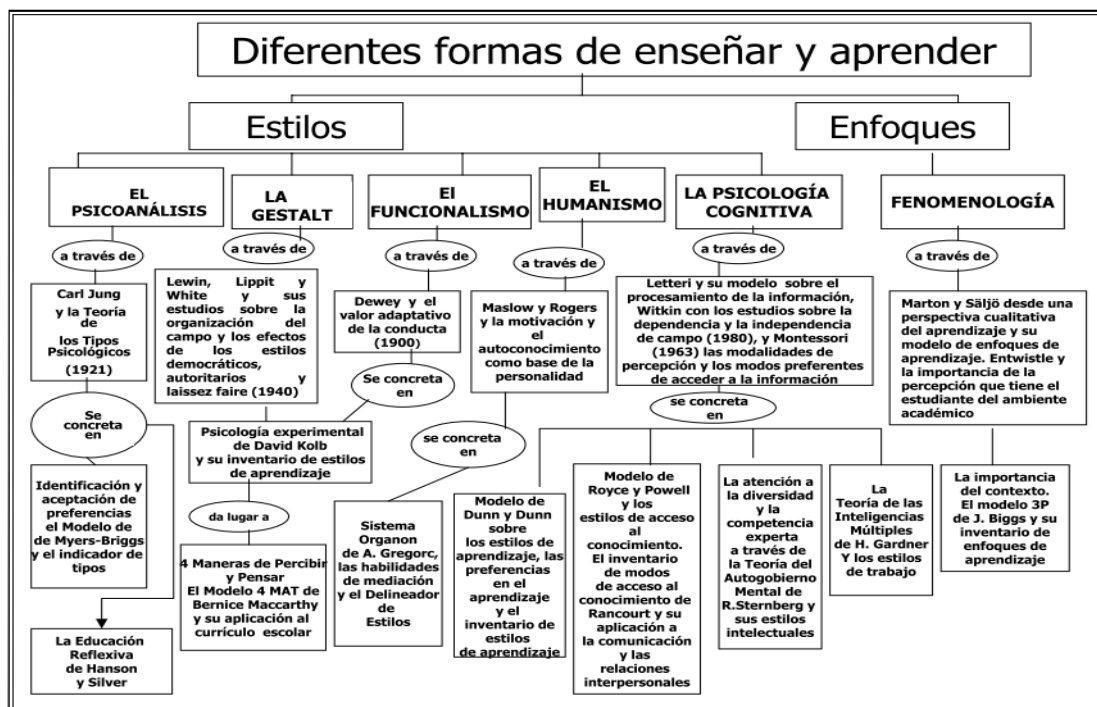 Diferentes formas de enseñar y aprender
Estilos
Enfoques
EL
PSICOANÁLISIS
LA
GESTALT
El
FUNCIONALISMO
EL
HUMANISMO
LA PSICOLOGÍA
COGNITIVA
FENOMENOLOGÍA
a través de
a través de
a través de
a través de
a través de
a través de
Carl Jung
y la Teoría
de
los Tipos
Psicológicos
(1921)
Lewin, Lippit y
White y sus
estudios sobre la
organización del
campo y los efectos
de los estilos
democráticos,
autoritarios y
laissez faire (1940)
Dewey y el
valor adaptativo
de la conducta
(1900)
Maslow y Rogers
y la motivación y
el
autoconocimiento
como base de la
personalidad
Letteri y su modelo sobre el
procesamiento de la información,
Witkin con los estudios sobre la
dependencia y la independencia
de campo (1980), y Montessori
(1963) las modalidades de
percepción y los modos preferentes
de acceder a la información
Marton y Säljö desde una
perspectiva cualitativa
del aprendizaje y su
modelo de enfoques de
aprendizaje. Entwistle y
la importancia de la
percepción que tiene el
estudiante del ambiente
académico
Se
concreta
en
Se concreta
en
se concreta
en
se concreta
en
Psicología experimental
de David Kolb
y su inventario de estilos
de aprendizaje
Identificación y
aceptación de
preferencias
el Modelo de
de Myers-Briggs
y el indicador de
tipos
da lugar a
4 Maneras de Percibir
y Pensar
El Modelo 4 MAT de
Bernice Maccarthy
y su aplicación al
currículo escolar
La Educación
Reflexiva
de Hanson
y Silver
Sistema
Organon
de A. Gregorc,
las habilidades
de mediación
y el Delineador
de
Estilos
Modelo de
Dunn y Dunn
sobre
los estilos de
aprendizaje, las
preferencias
en el
aprendizaje
y el
inventario de
estilos
de aprendizaje
Modelo de
Royce y Powell
y los
estilos de acceso
al
conocimiento.
El inventario
de modos
de acceso al
conocimiento de
Rancourt y su
aplicación a
la comunicación
y las
relaciones
interpersonales
La atención a
la diversidad
y la
competencia
experta
a través de
la Teoría del
Autogobierno
Mental de
R.Sternberg y
sus estilos
intelectuales
La
Teoría de las
Inteligencias
Múltiples
de H. Gardner
Y los estilos
de trabajo
La importancia
del contexto.
El modelo 3P
de J. Biggs y su
inventario de
enfoques de
aprendizaje